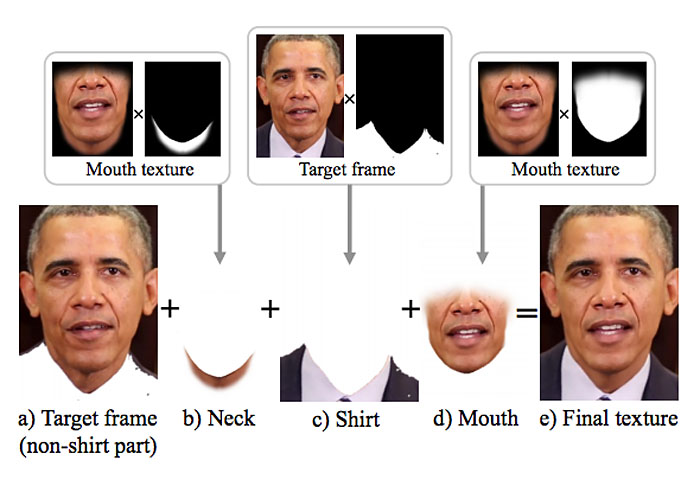 ×
Mouth texture
×
Target frame
×
Mouth texture
+ + + =
a) Target frame
(non-shirt part)
b) Neck
c) Shirt
d) Mouth
e) Final texture